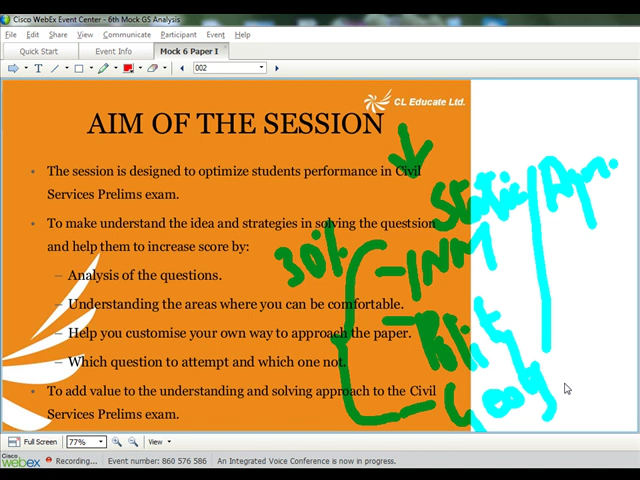 Cisco WebEx Event Center - 6th Mock GS Analysis
File Edit Share View Communicate Participant Event Help
Quick Start Event Info Mock 6 Paper I
T 002
CL Educate Ltd.
AIM OF THE SESSION
• The session is designed to optimize students performance in Civil
Services Prelims exam.
• To make understand the idea and strategies in solving the quetsion
and help them to increase score by:
– Analysis of the questions.
– Understanding the areas where you can be comfortable.
– Help you customise your own way to approach the paper.
– Which question to attempt and which one not.
• To add value to the understanding and solving approach to the Civil
Services Prelims exam.
Static/Dyn.
30%
- INM
- Polity
- Geog
Full Screen 77% View
Cisco webex Recording... Event number: 860 576 586 An Integrated Voice Conference is now in progress.